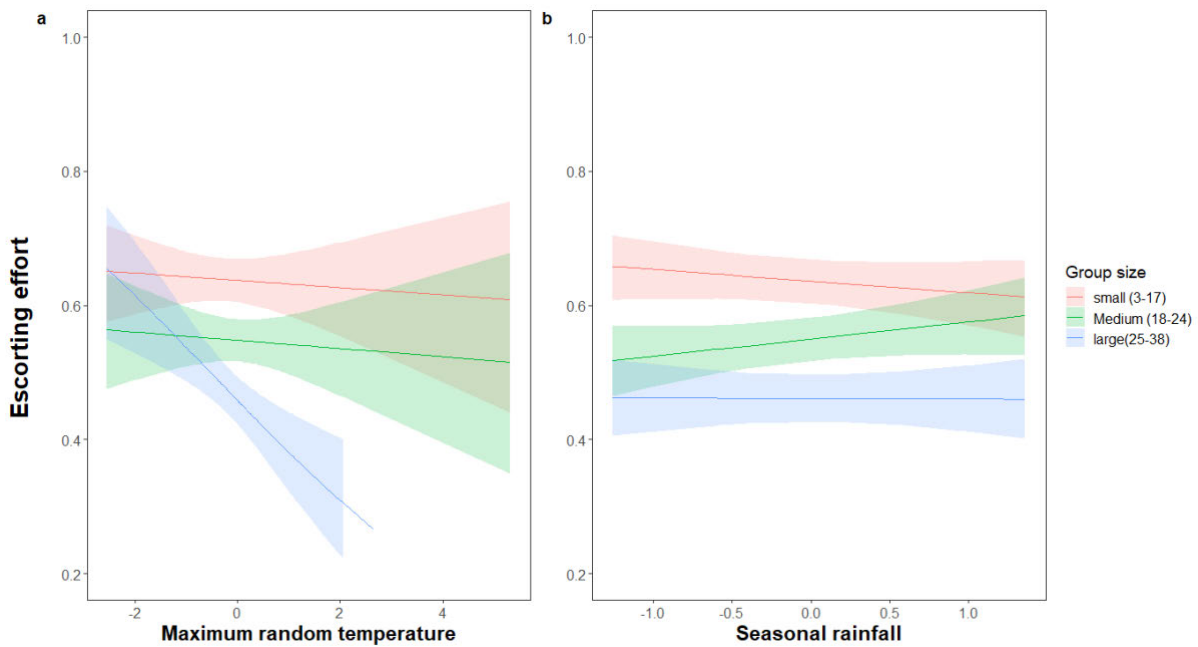 a
b
1.0
0.8
0.6
0.4
0.2
Escorting effort
-2
0
2
4
Maximum random temperature
1.0
0.8
0.6
0.4
0.2
-1.0
-0.5
0.0
0.5
1.0
Seasonal rainfall
Group size
small (3-17)
Medium (18-24)
large(25-38)